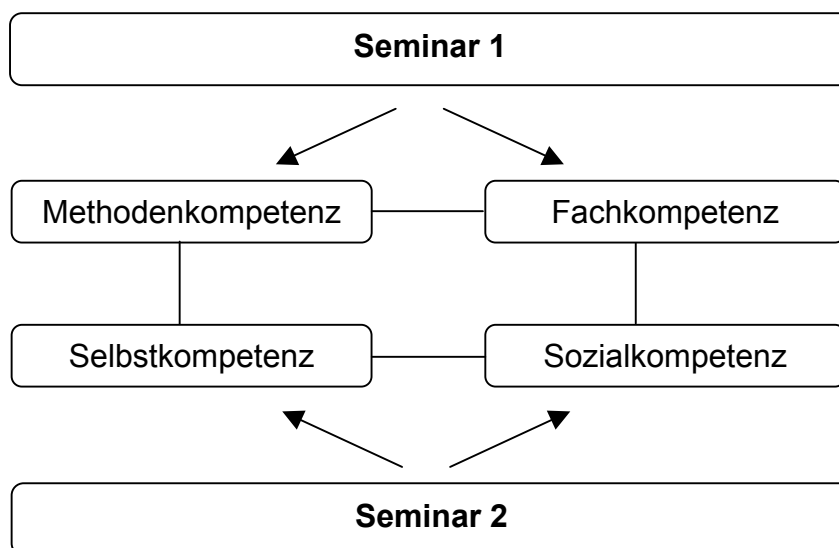 Seminar 1
Methodenkompetenz
Fachkompetenz
Selbstkompetenz
Sozialkompetenz
Seminar 2